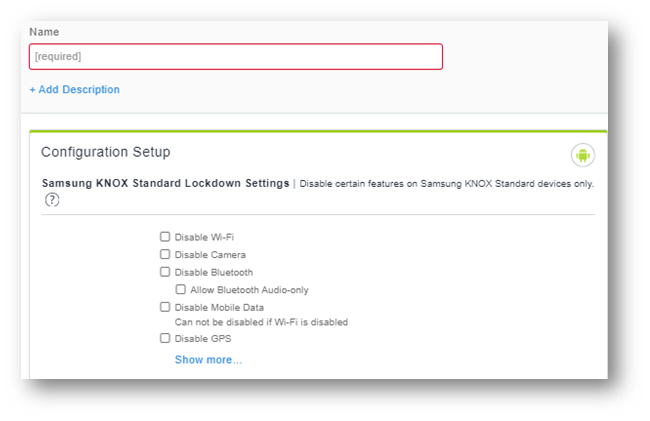 Name
[required]
+ Add Description
Configuration Setup
Samsung KNOX Standard Lockdown Settings | Disable certain features on Samsung KNOX Standard devices only.
?
Disable Wi-Fi
Disable Camera
Disable Bluetooth
Allow Bluetooth Audio-only
Disable Mobile Data
Can not be disabled if Wi-Fi is disabled
Disable GPS
Show more...